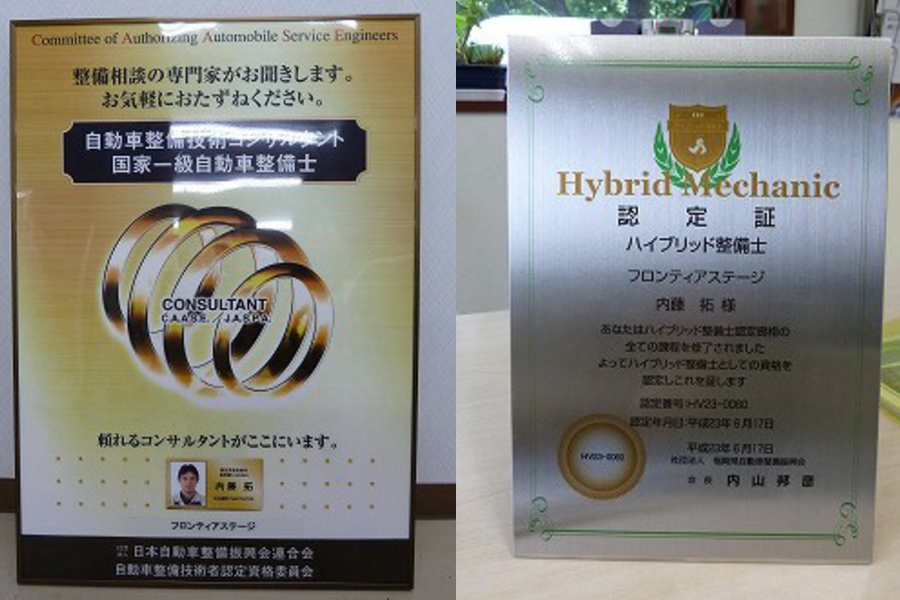 Committee of Authorizing Automobile Service Engineers
整備相談の専門家がお聞きします。
お気軽におたずねください。
自動車整備技術コンサルタント
国家一級自動車整備士
CONSULTANT
C.A.A.S.E. / J.A.S.P.A.
頼れるコンサルタントがここにいます。
内藤 拓
フロンティアステージ
日本自動車整備振興会連合会
自動車整備技術者認定資格委員会
Hybrid Mechanic
認定証
ハイブリッド整備士
フロンティアステージ
内藤 拓 様
あなたはハイブリッド整備士認定資格の
全ての課程を修了されました
よってハイブリッド整備士としての資格を
認定しこれを証します
認定番号:HV23-0060
認定年月日:平成23年6月17日
平成23年6月17日
社団法人 福岡県自動車整備振興会
会長 内山邦彦
HV23-0060